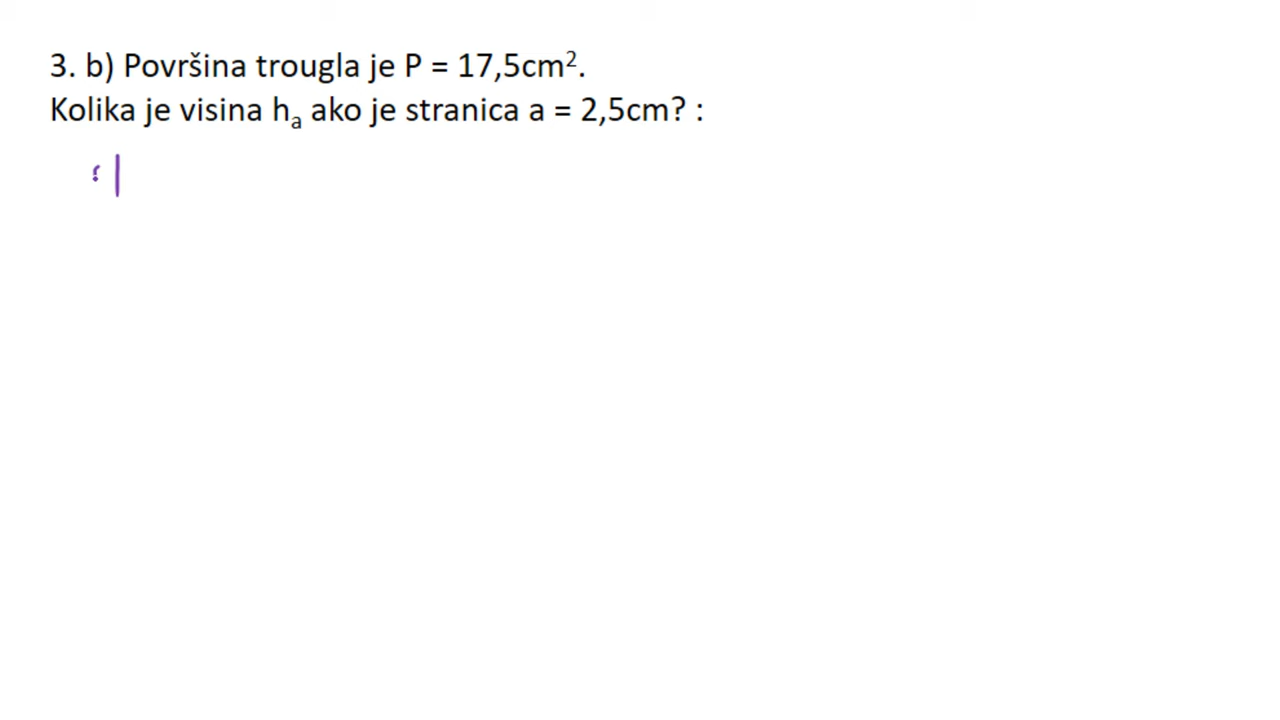 3. b) Površina trougla je P = 17,5cm².
Kolika je visina hₐ ako je stranica a = 2,5cm? :